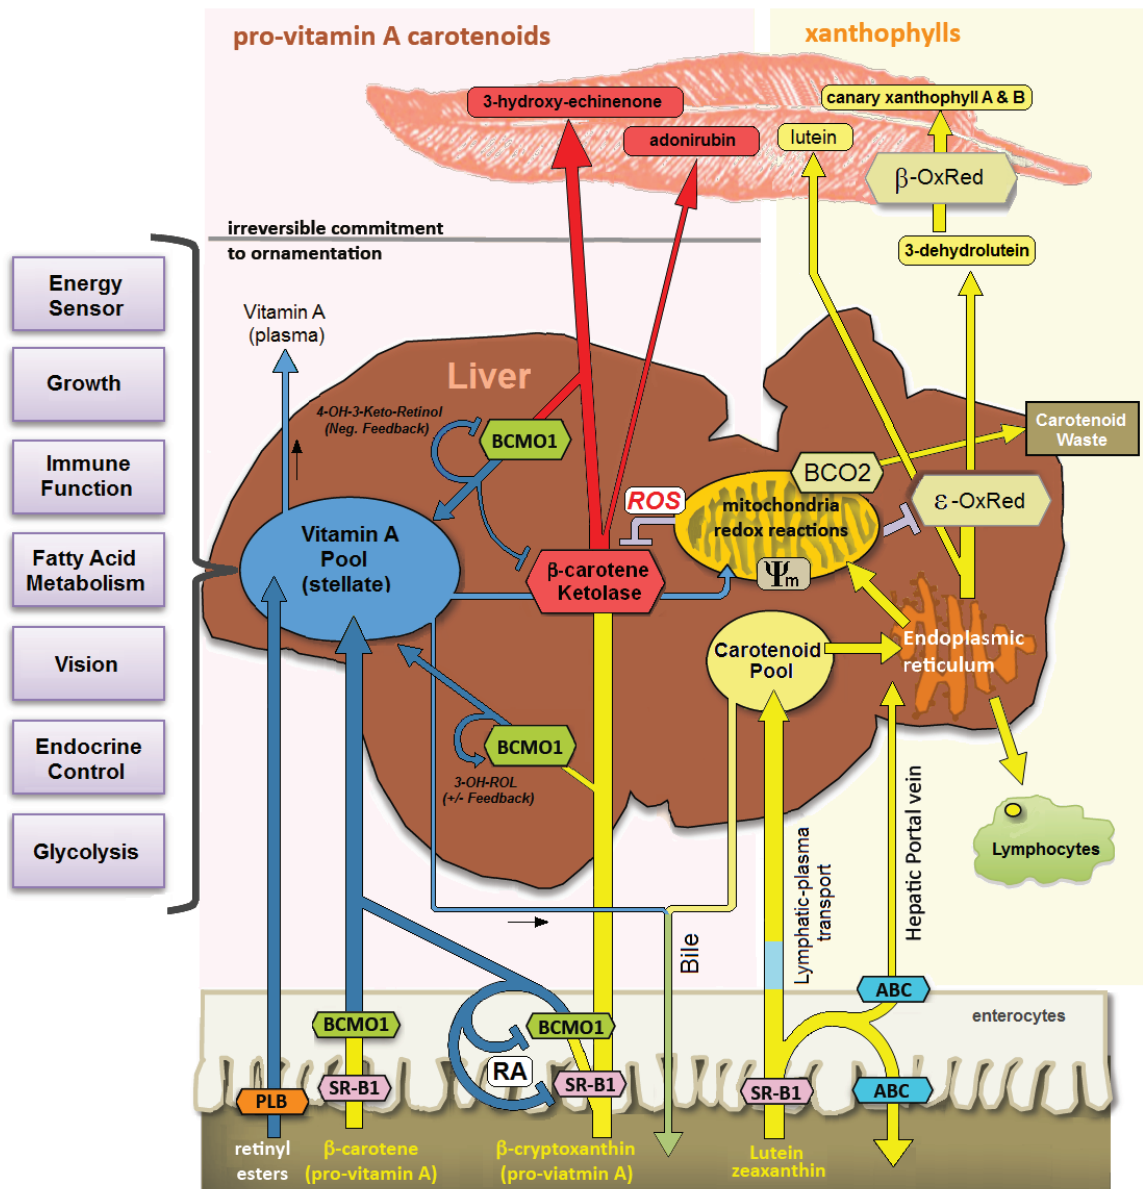 pro-vitamin A carotenoids
xanthophylls
3-hydroxy-echinenone
canary xanthophyll A & B
adonirubin
lutein
β-OxRed
irreversible commitment
to ornamentation
3-dehydrolutein
Energy
Sensor
Growth
Immune
Function
Fatty Acid
Metabolism
Vision
Endocrine
Control
Glycolysis
Vitamin A
(plasma)
Liver
4-OH-3-Keto-Retinol
(Neg. Feedback)
BCMO1
Carotenoid
Waste
BCO2
ε-OxRed
ROS
mitochondria
redox reactions
Ψm
Vitamin A
Pool
(stellate)
β-carotene
Ketolase
Carotenoid
Pool
Endoplasmic
reticulum
BCMO1
3-OH-ROL
(+/- Feedback)
Lymphocytes
Bile
Lymphatic-plasma
transport
Hepatic Portal vein
ABC
enterocytes
BCMO1
BCMO1
RA
PLB
SR-B1
SR-B1
SR-B1
ABC
retinyl
esters
β-carotene
(pro-vitamin A)
β-cryptoxanthin
(pro-viatmin A)
Lutein
zeaxanthin